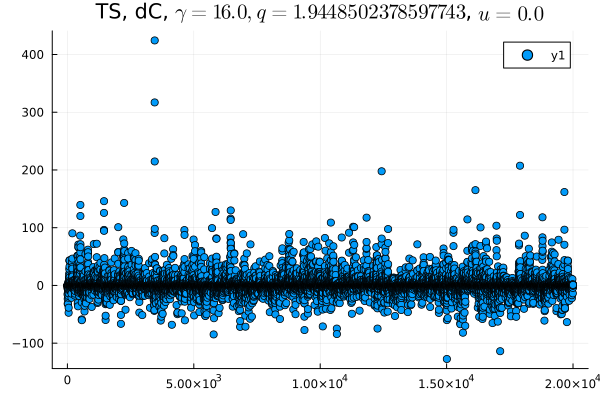 TS, dC, γ = 16.0, q = 1.9448502378597743, u = 0.0
y1
400
300
200
100
0
−100
0 5.00×10³ 1.00×10⁴ 1.50×10⁴ 2.00×10⁴